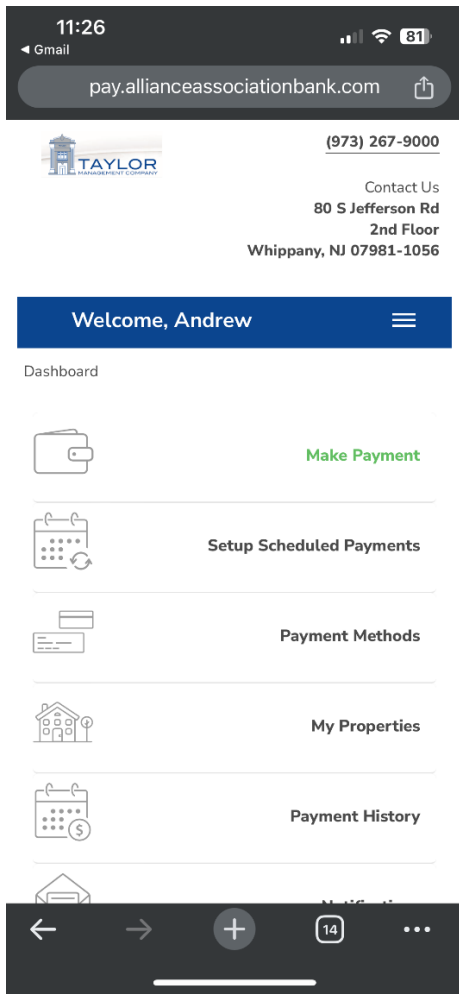 11:26
81
◀ Gmail
pay.allianceassociationbank.com
(973) 267-9000
TAYLOR
MANAGEMENT COMPANY
Contact Us
80 S Jefferson Rd
2nd Floor
Whippany, NJ 07981-1056
Welcome, Andrew
Dashboard
Make Payment
Setup Scheduled Payments
Payment Methods
My Properties
$
Payment History
14